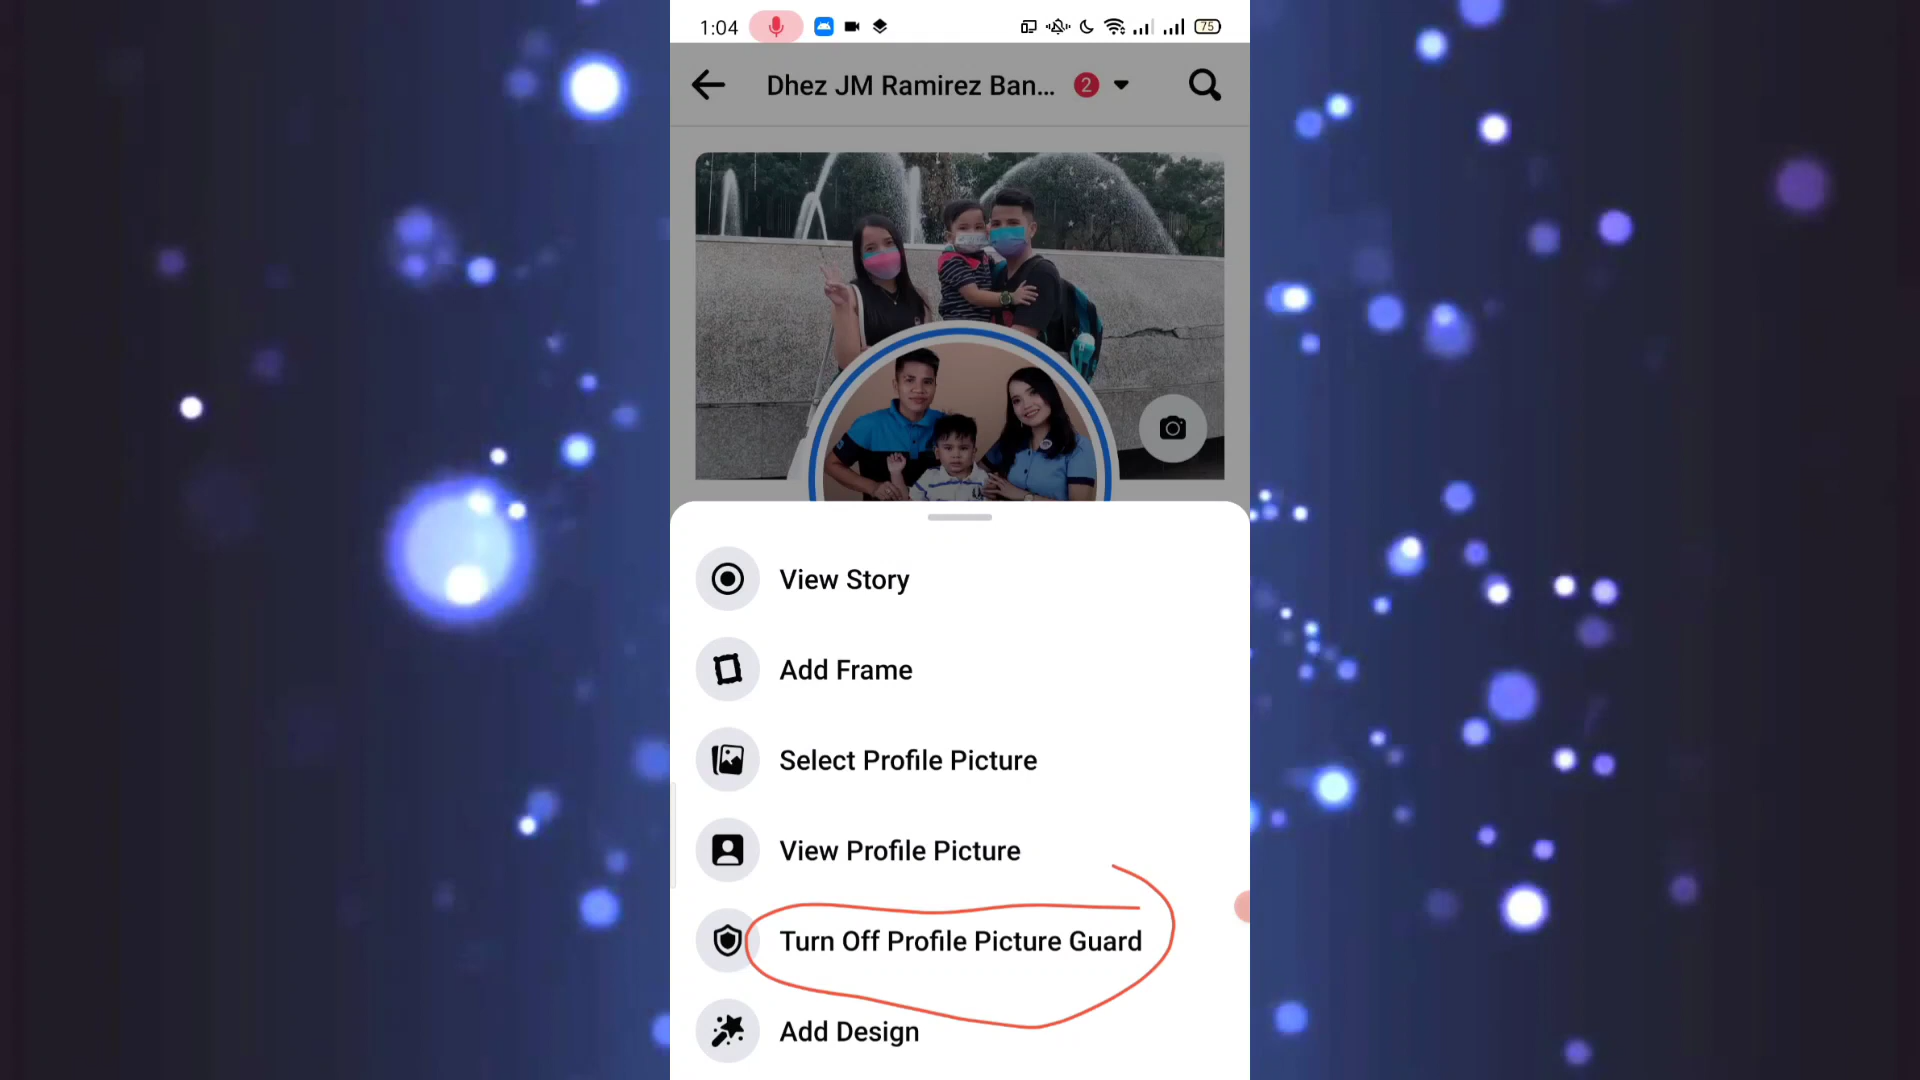 1:04
75
Dhez JM Ramirez Ban... 2
View Story
Add Frame
Select Profile Picture
View Profile Picture
Turn Off Profile Picture Guard
Add Design